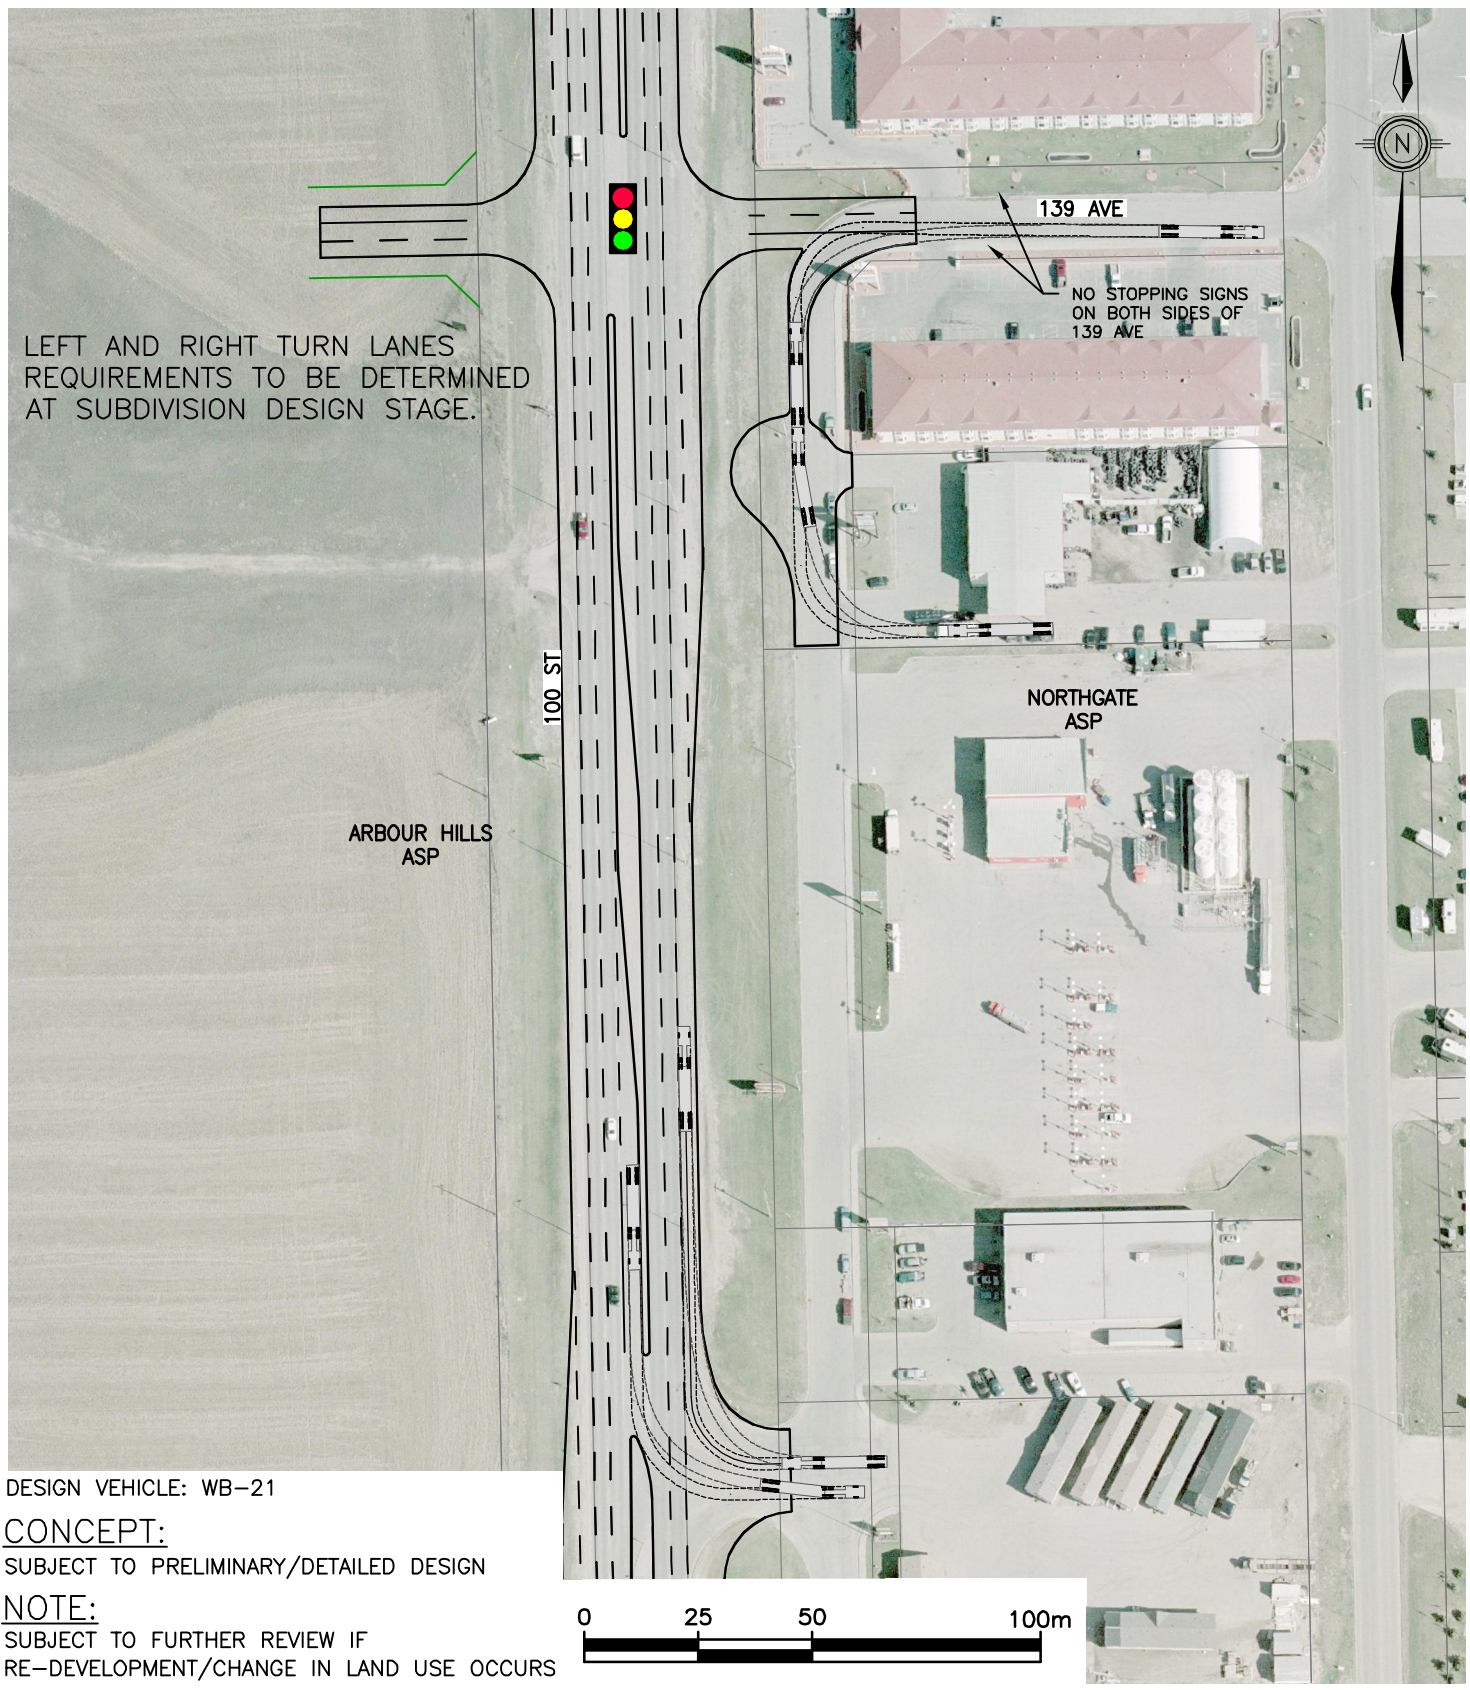 N
139 AVE
NO STOPPING SIGNS
ON BOTH SIDES OF
139 AVE
LEFT AND RIGHT TURN LANES
REQUIREMENTS TO BE DETERMINED
AT SUBDIVISION DESIGN STAGE.
100 ST
NORTHGATE
ASP
ARBOUR HILLS
ASP
DESIGN VEHICLE: WB-21
CONCEPT:
SUBJECT TO PRELIMINARY/DETAILED DESIGN
NOTE:
SUBJECT TO FURTHER REVIEW IF
RE-DEVELOPMENT/CHANGE IN LAND USE OCCURS
0 25 50 100m